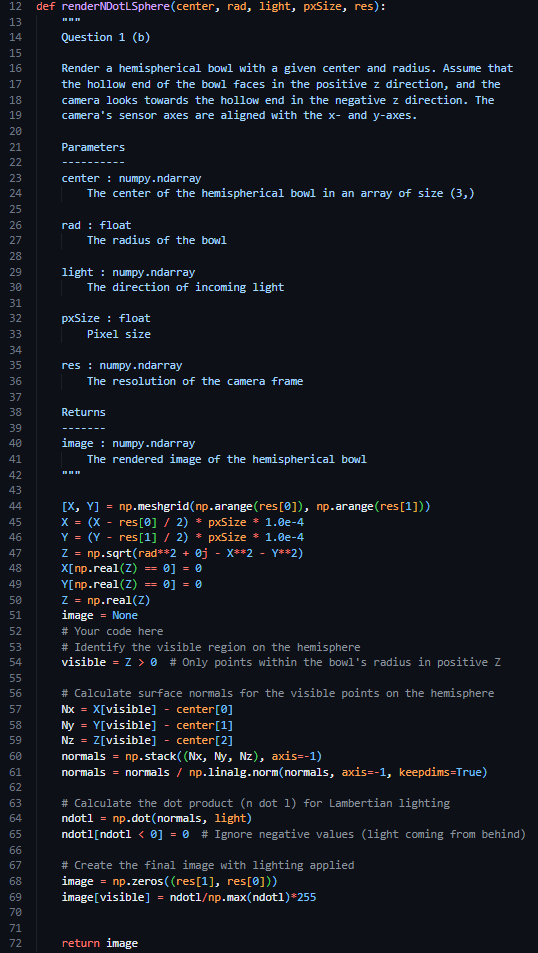 12 def renderNDotLSphere(center, rad, light, pxSize, res):
13     """
14     Question 1 (b)
15
16     Render a hemispherical bowl with a given center and radius. Assume that
17     the hollow end of the bowl faces in the positive z direction, and the
18     camera looks towards the hollow end in the negative z direction. The
19     camera's sensor axes are aligned with the x- and y-axes.
20
21     Parameters
22     ----------
23     center : numpy.ndarray
24         The center of the hemispherical bowl in an array of size (3,)
25
26     rad : float
27         The radius of the bowl
28
29     light : numpy.ndarray
30         The direction of incoming light
31
32     pxSize : float
33         Pixel size
34
35     res : numpy.ndarray
36         The resolution of the camera frame
37
38     Returns
39     -------
40     image : numpy.ndarray
41         The rendered image of the hemispherical bowl
42     """
43
44     [X, Y] = np.meshgrid(np.arange(res[0]), np.arange(res[1]))
45     X = (X - res[0] / 2) * pxSize * 1.0e-4
46     Y = (Y - res[1] / 2) * pxSize * 1.0e-4
47     Z = np.sqrt(rad**2 + 0j - X**2 - Y**2)
48     X[np.real(Z) == 0] = 0
49     Y[np.real(Z) == 0] = 0
50     Z = np.real(Z)
51     image = None
52     # Your code here
53     # Identify the visible region on the hemisphere
54     visible = Z > 0  # Only points within the bowl's radius in positive Z
55
56     # Calculate surface normals for the visible points on the hemisphere
57     Nx = X[visible] - center[0]
58     Ny = Y[visible] - center[1]
59     Nz = Z[visible] - center[2]
60     normals = np.stack((Nx, Ny, Nz), axis=-1)
61     normals = normals / np.linalg.norm(normals, axis=-1, keepdims=True)
62
63     # Calculate the dot product (n dot l) for Lambertian lighting
64     ndotl = np.dot(normals, light)
65     ndotl[ndotl < 0] = 0  # Ignore negative values (light coming from behind)
66
67     # Create the final image with lighting applied
68     image = np.zeros((res[1], res[0]))
69     image[visible] = ndotl/np.max(ndotl)*255
70
71
72     return image